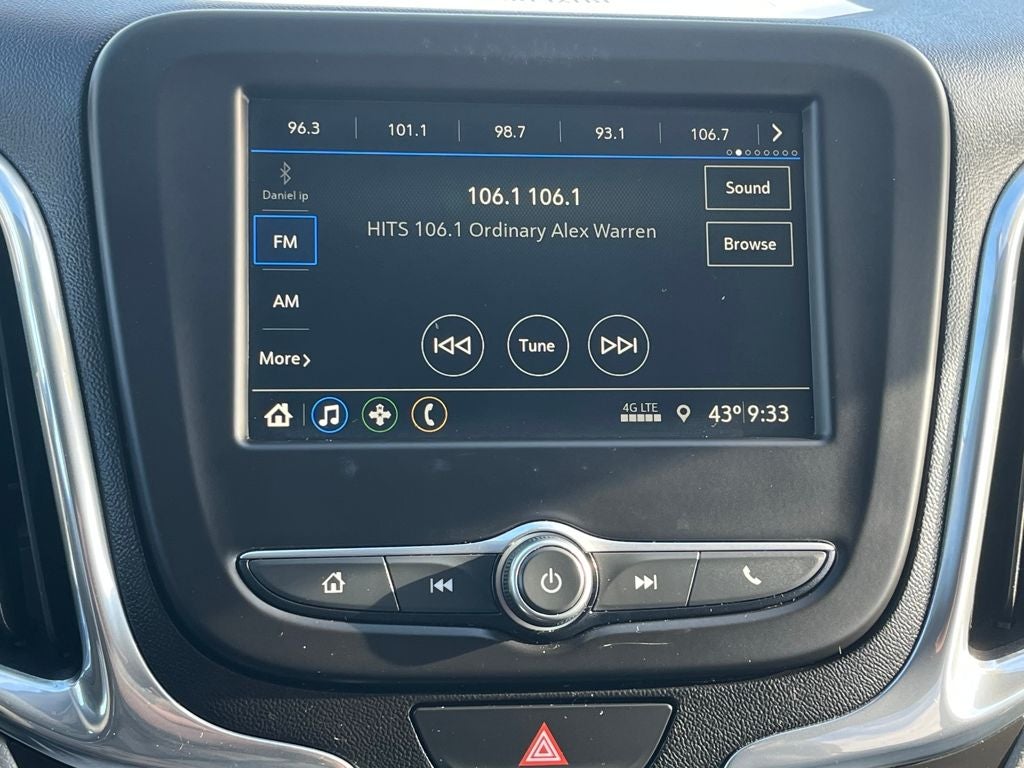 96.3 101.1 98.7 93.1 106.7
Daniel ip
106.1 106.1
Sound
HITS 106.1 Ordinary Alex Warren
FM
Browse
AM
Tune
More
4G LTE
43° 9:33